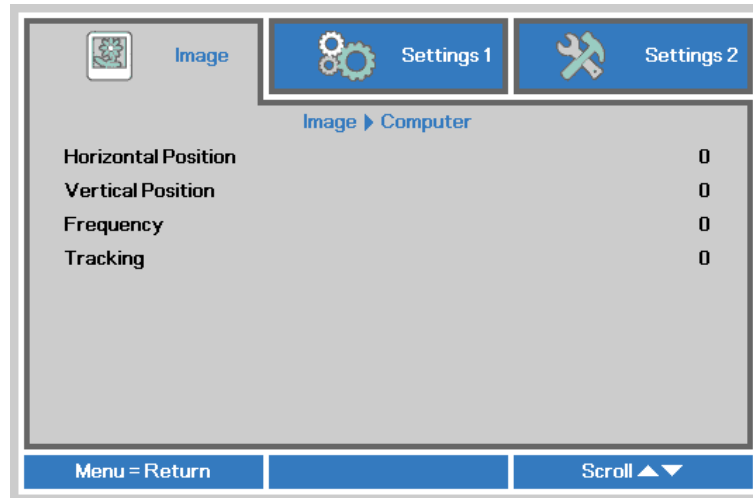 Image Settings 1 Settings 2
Image Computer
Horizontal Position 0
Vertical Position 0
Frequency 0
Tracking 0
Menu = Return Scroll